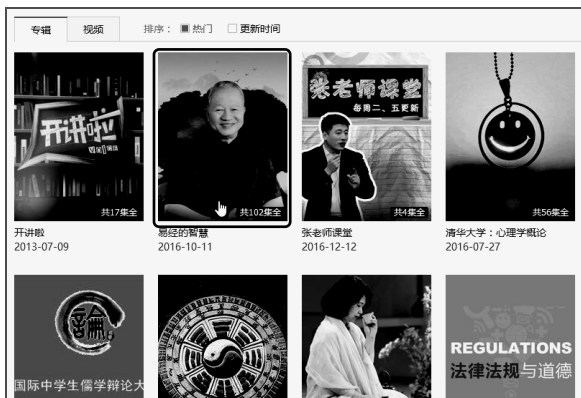 专辑 视频 排序： 热门 更新时间
开讲啦
共17集全
共102集全
张老师课堂
每周二、五更新
共4集全
共56集全
开讲啦 易经的智慧 张老师课堂 清华大学：心理学概论
2013-07-09 2016-10-11 2016-12-12 2016-07-27
論
国际中学生儒学辩论大
REGULATIONS
法律法规与道德